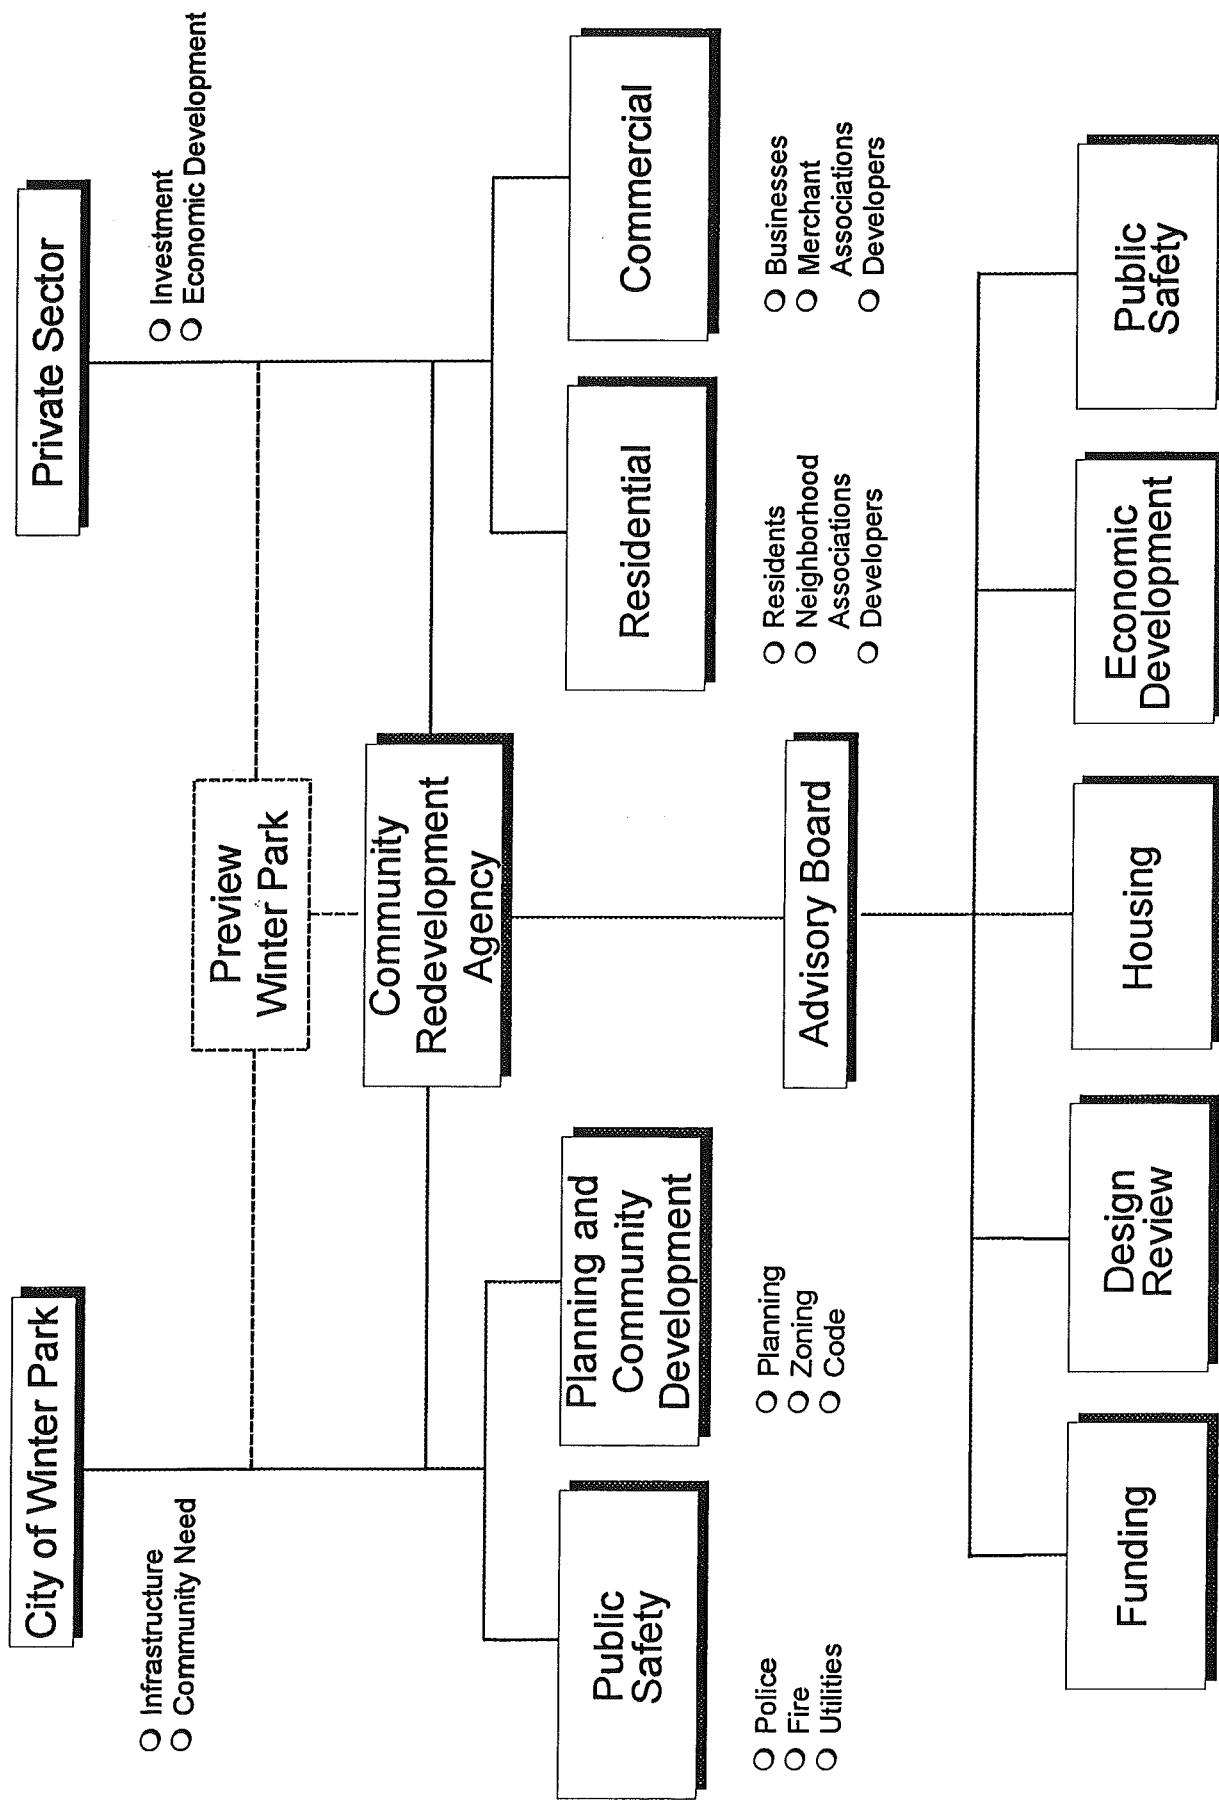 City of Winter Park
Private Sector
Infrastructure
Community Need
Investment
Economic Development
Preview
Winter Park
Community
Redevelopment
Agency
Public
Safety
Planning and
Community
Development
Residential
Commercial
Police
Fire
Utilities
Planning
Zoning
Code
Residents
Neighborhood
Associations
Developers
Businesses
Merchant
Associations
Developers
Advisory Board
Funding
Design
Review
Housing
Economic
Development
Public
Safety